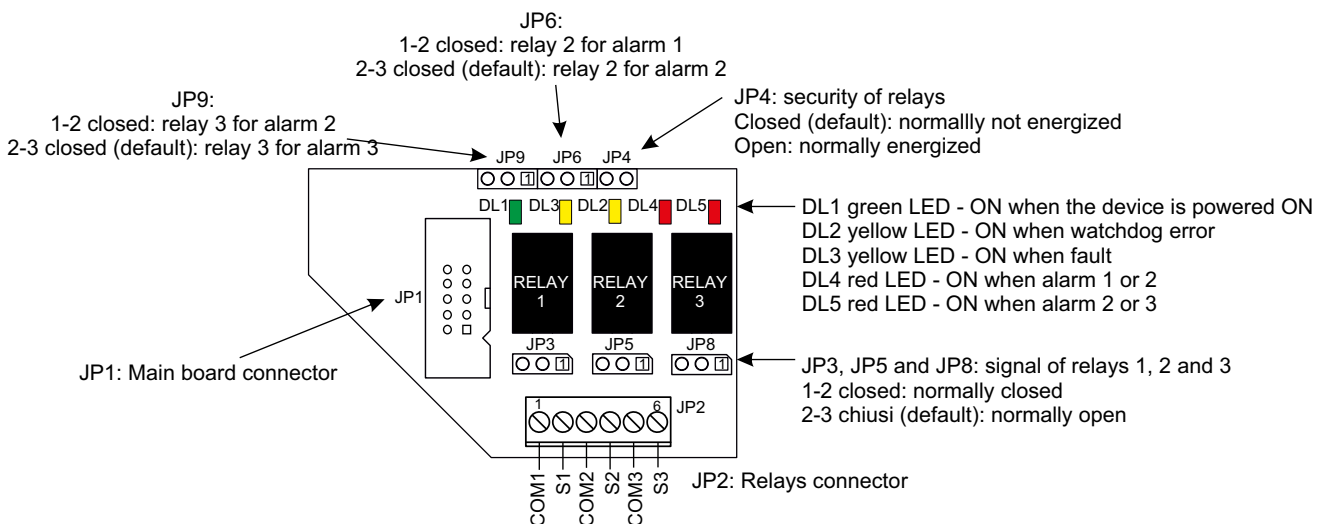 JP6:
1-2 closed: relay 2 for alarm 1
2-3 closed (default): relay 2 for alarm 2
JP9:
1-2 closed: relay 3 for alarm 2
2-3 closed (default): relay 3 for alarm 3
JP4: security of relays
Closed (default): normallly not energized
Open: normally energized
JP9 JP6 JP4
1 1
DL1 DL3 DL2 DL4 DL5
DL1 green LED - ON when the device is powered ON
DL2 yellow LED - ON when watchdog error
DL3 yellow LED - ON when fault
DL4 red LED - ON when alarm 1 or 2
DL5 red LED - ON when alarm 2 or 3
JP1
RELAY
1
RELAY
2
RELAY
3
JP3 JP5 JP8
1 1 1
JP1: Main board connector
JP3, JP5 and JP8: signal of relays 1, 2 and 3
1-2 closed: normally closed
2-3 chiusi (default): normally open
1 6
JP2
COM1
S1
COM2
S2
COM3
S3
JP2: Relays connector